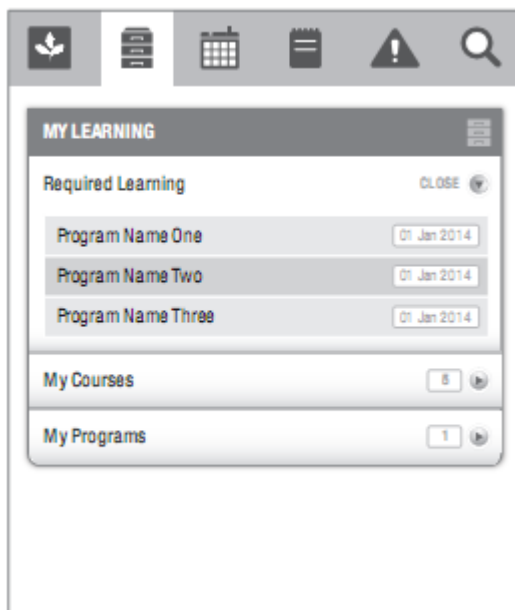 MY LEARNING
Required Learning CLOSE
Program Name One 01 Jan 2014
Program Name Two 01 Jan 2014
Program Name Three 01 Jan 2014
My Courses 8
My Programs 1